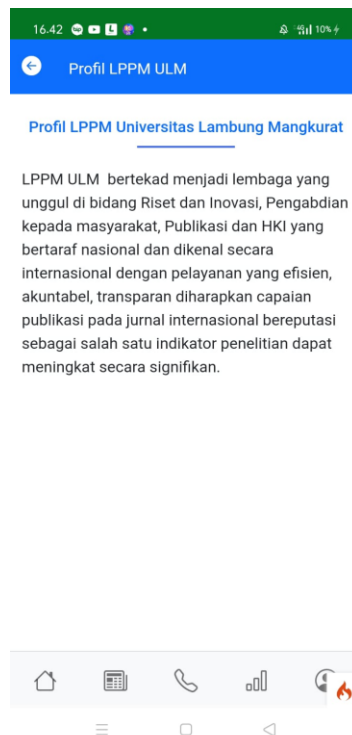 16.42
10%
Profil LPPM ULM
Profil LPPM Universitas Lambung Mangkurat
LPPM ULM bertekad menjadi lembaga yang
unggul di bidang Riset dan Inovasi, Pengabdian
kepada masyarakat, Publikasi dan HKI yang
bertaraf nasional dan dikenal secara
internasional dengan pelayanan yang efisien,
akuntabel, transparan diharapkan capaian
publikasi pada jurnal internasional bereputasi
sebagai salah satu indikator penelitian dapat
meningkat secara signifikan.